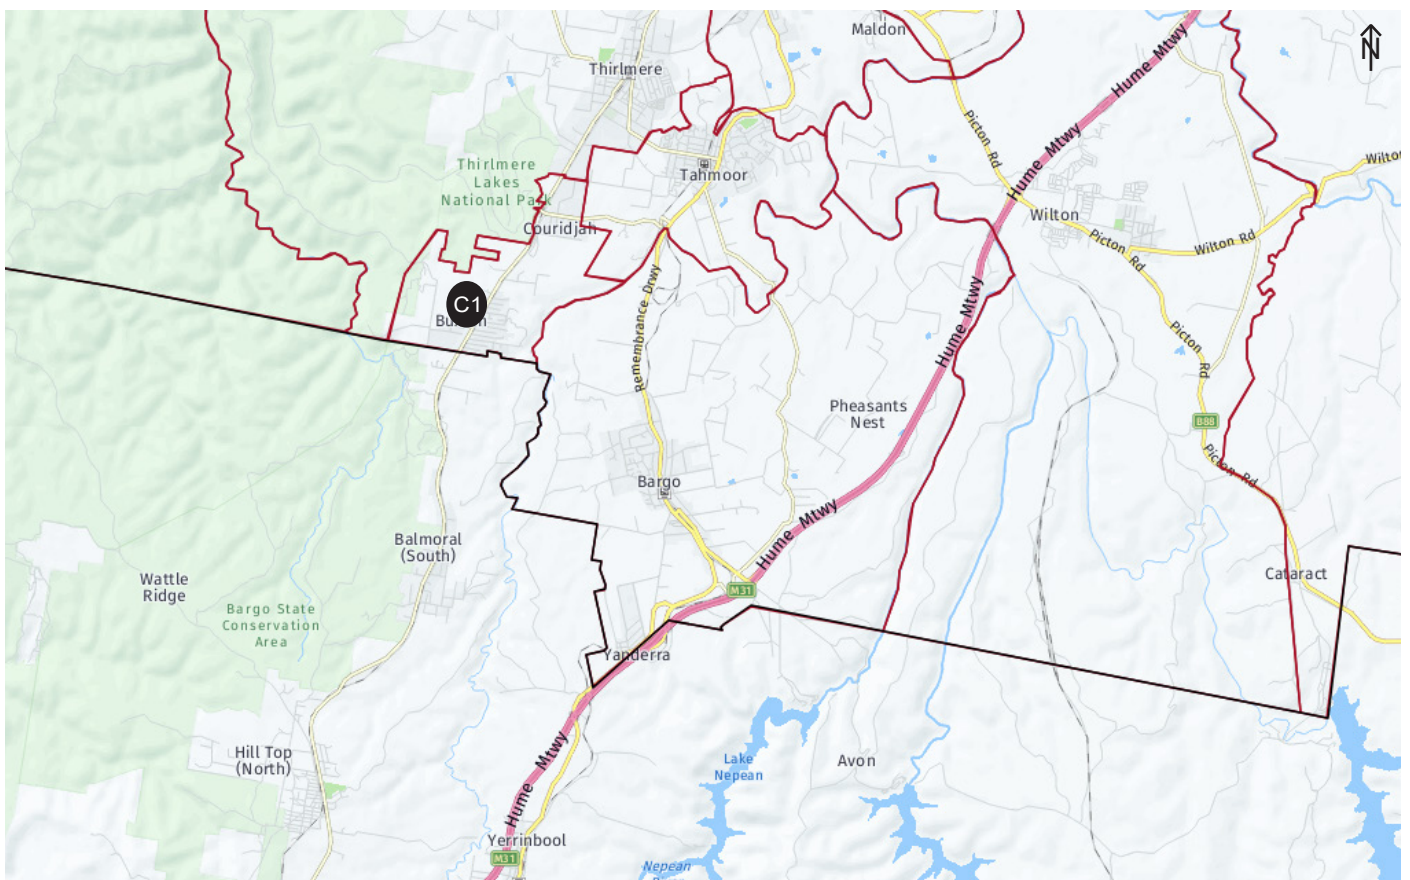 Maldon
N
Thirlmere
Hume Mtwy
Hume Mtwy
Picton Rd
Thirlmere
Lakes
National Park
Tahmoor
Hume Mtwy
Wilton
Couridjah
Wilton Rd
Picton
Rd
C1
Remembrance Drwy
Hume Mtwy
Picton
Rd
Pheasants
Nest
B88
Picton Rd
Bargo
Hume Mtwy
Balmoral
(South)
Wattle
Ridge
M31
Cataract
Bargo State
Conservation
Area
Yanderra
Hume Mtwy
Hill Top
(North)
Lake
Nepean
Avon
Yerrinbool
M31
Nepean